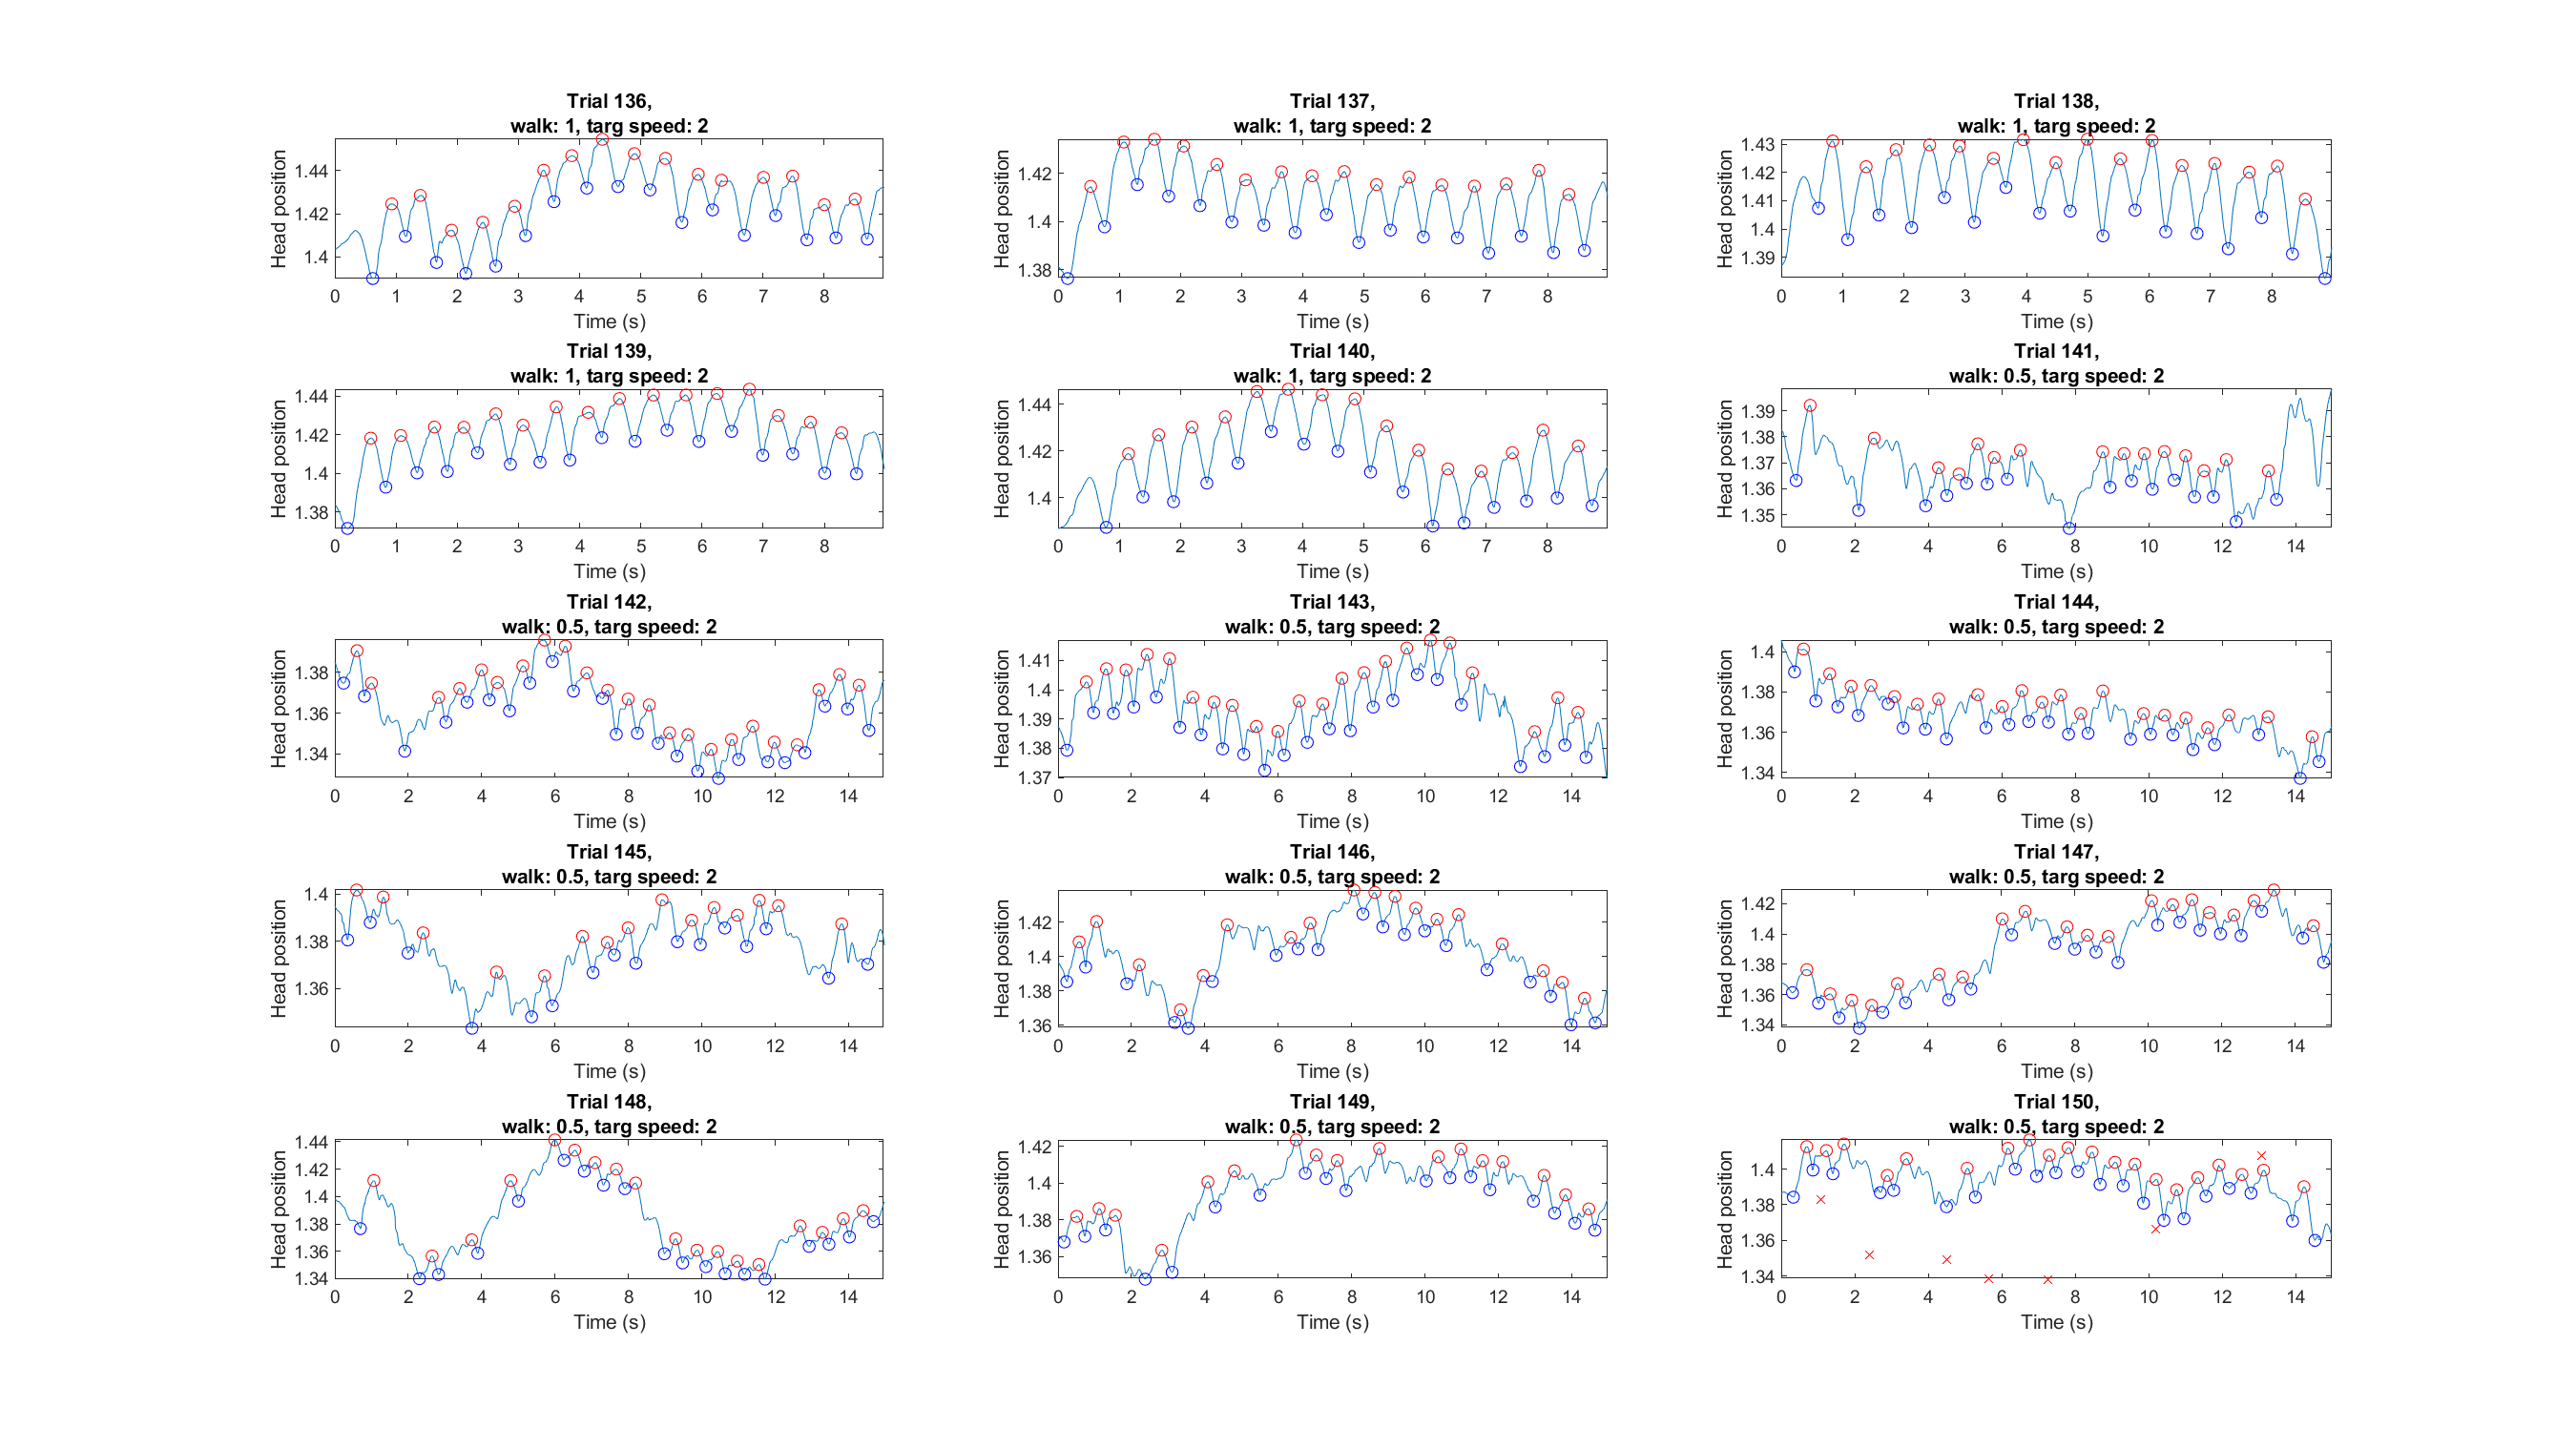 Trial 136,
walk: 1, targ speed: 2
Head position
1.44
1.42
1.4
0 1 2 3 4 5 6 7 8
Time (s)
Trial 137,
walk: 1, targ speed: 2
Head position
1.42
1.4
1.38
0 1 2 3 4 5 6 7 8
Time (s)
Trial 138,
walk: 1, targ speed: 2
Head position
1.43
1.42
1.41
1.4
1.39
0 1 2 3 4 5 6 7 8
Time (s)
Trial 139,
walk: 1, targ speed: 2
Head position
1.44
1.42
1.4
1.38
0 1 2 3 4 5 6 7 8
Time (s)
Trial 140,
walk: 1, targ speed: 2
Head position
1.44
1.42
1.4
0 1 2 3 4 5 6 7 8
Time (s)
Trial 141,
walk: 0.5, targ speed: 2
Head position
1.39
1.38
1.37
1.36
1.35
0 2 4 6 8 10 12 14
Time (s)
Trial 142,
walk: 0.5, targ speed: 2
Head position
1.38
1.36
1.34
0 2 4 6 8 10 12 14
Time (s)
Trial 143,
walk: 0.5, targ speed: 2
Head position
1.41
1.4
1.39
1.38
1.37
0 2 4 6 8 10 12 14
Time (s)
Trial 144,
walk: 0.5, targ speed: 2
Head position
1.4
1.38
1.36
1.34
0 2 4 6 8 10 12 14
Time (s)
Trial 145,
walk: 0.5, targ speed: 2
Head position
1.4
1.38
1.36
0 2 4 6 8 10 12 14
Time (s)
Trial 146,
walk: 0.5, targ speed: 2
Head position
1.42
1.4
1.38
1.36
0 2 4 6 8 10 12 14
Time (s)
Trial 147,
walk: 0.5, targ speed: 2
Head position
1.42
1.4
1.38
1.36
1.34
0 2 4 6 8 10 12 14
Time (s)
Trial 148,
walk: 0.5, targ speed: 2
Head position
1.44
1.42
1.4
1.38
1.36
1.34
0 2 4 6 8 10 12 14
Time (s)
Trial 149,
walk: 0.5, targ speed: 2
Head position
1.42
1.4
1.38
1.36
0 2 4 6 8 10 12 14
Time (s)
Trial 150,
walk: 0.5, targ speed: 2
Head position
1.4
1.38
1.36
1.34
0 2 4 6 8 10 12 14
Time (s)